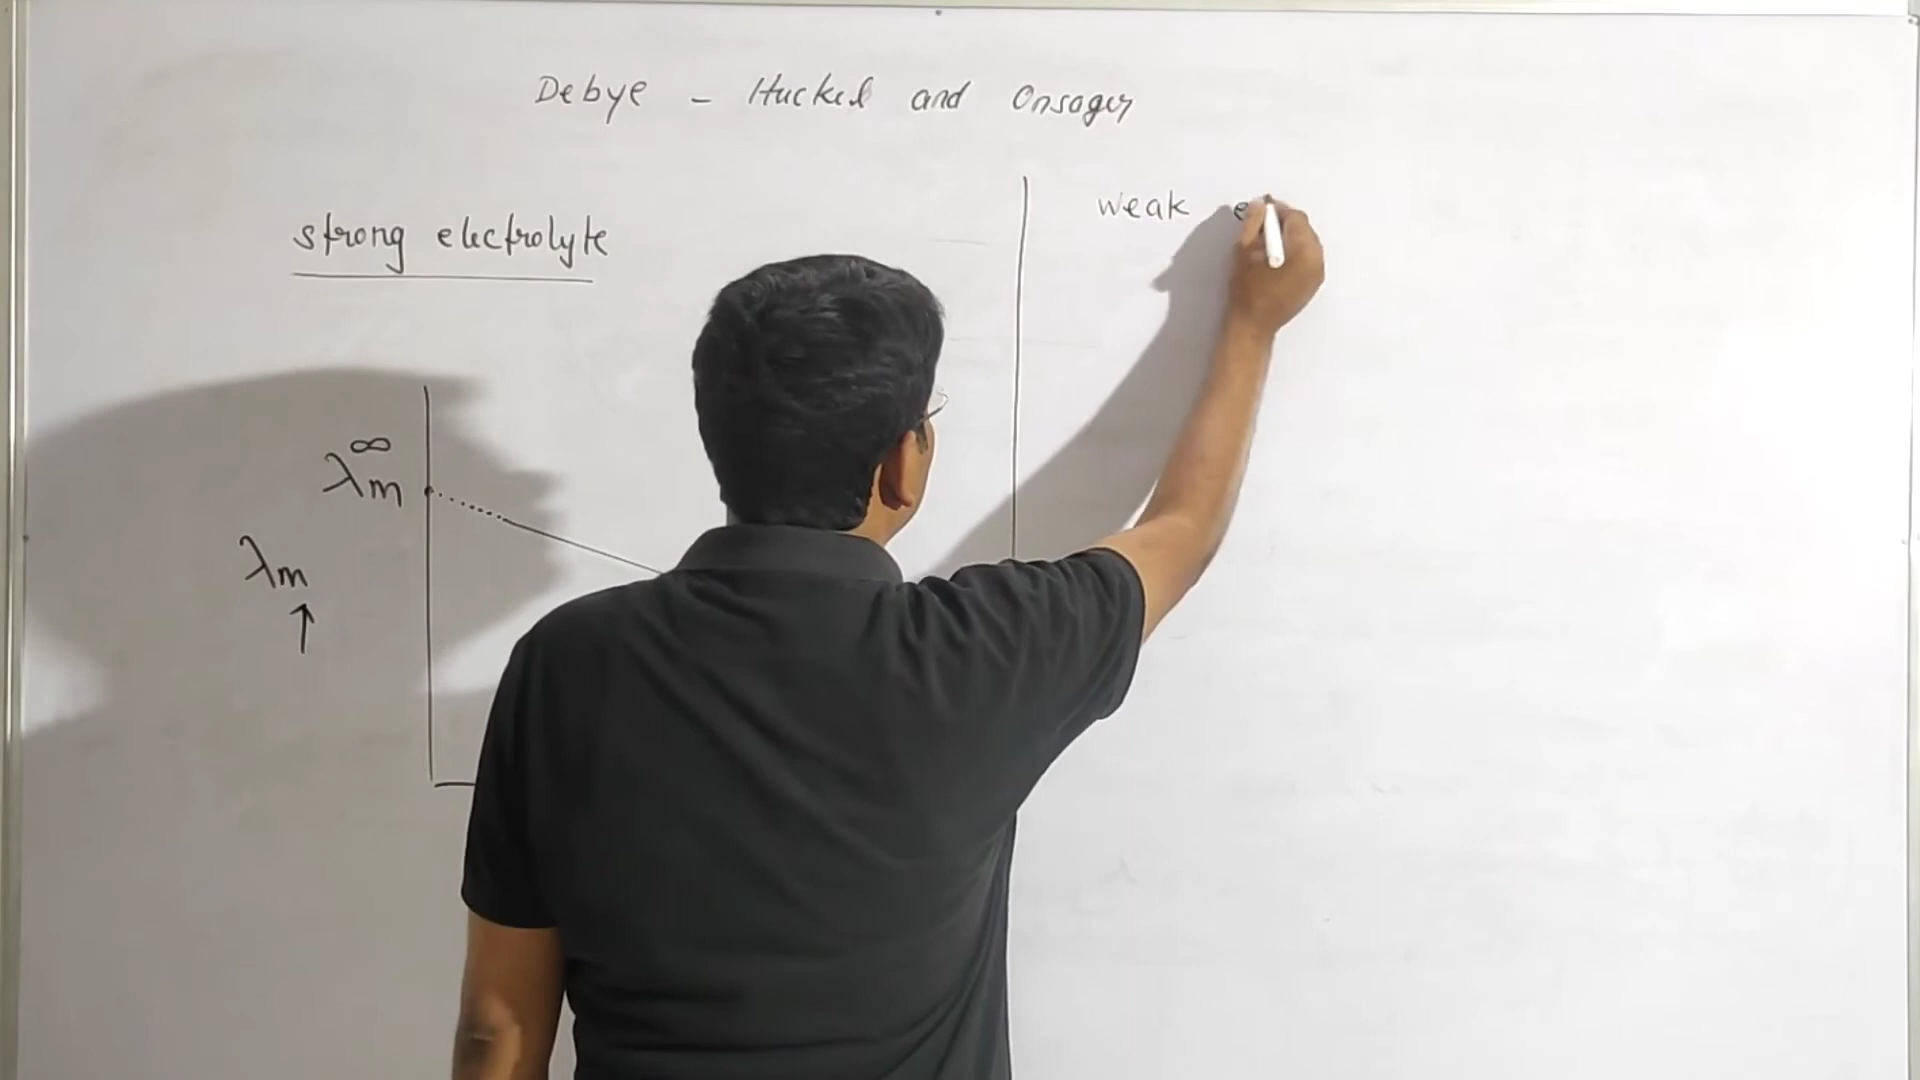 Debye - Huckel and Onsager
strong electrolyte
weak e
λm∞
λm
↑